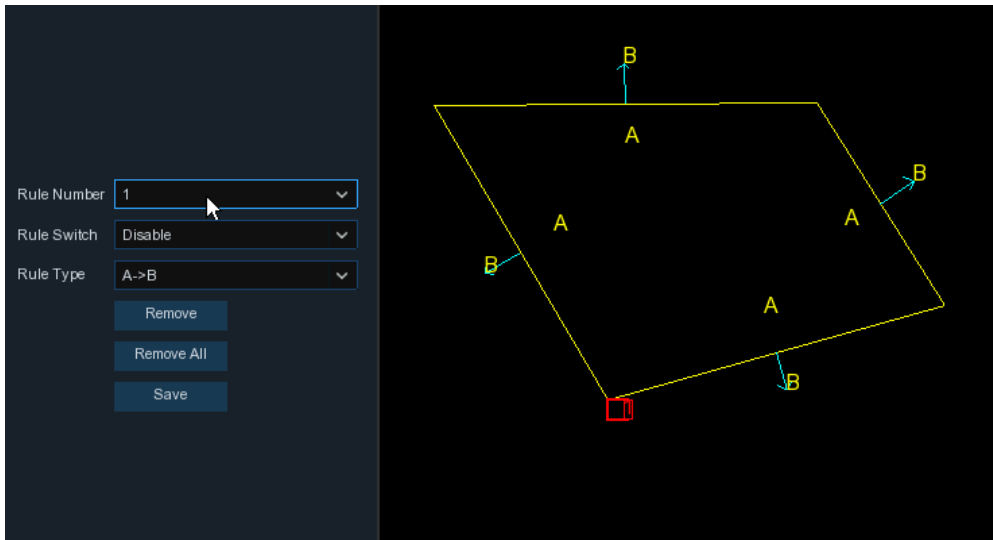 Rule Number 1
Rule Switch Disable
Rule Type A->B
Remove
Remove All
Save
B
A
B
A
A
B
A
B